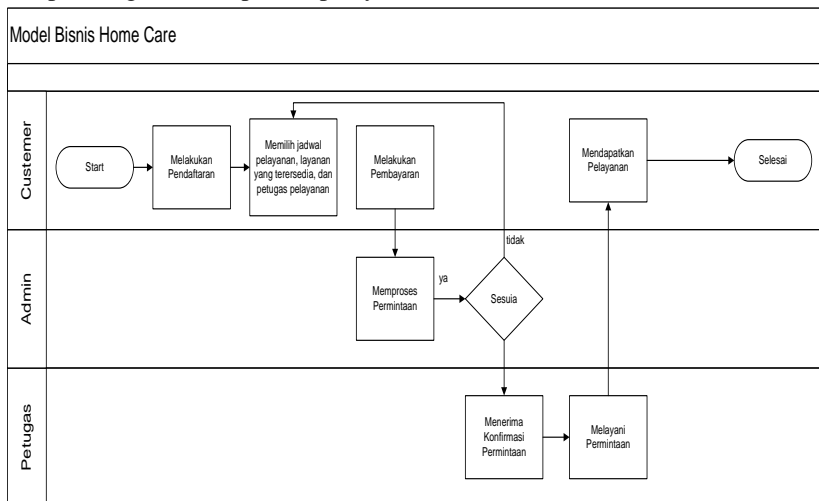 Model Bisnis Home Care
Custemer
Start
Melakukan
Pendaftaran
Memilih jadwal
pelayanan, layanan
yang terersedia, dan
petugas pelayanan
Melakukan
Pembayaran
Mendapatkan
Pelayanan
Selesai
Admin
Memproses
Permintaan
ya
Sesuia
tidak
Petugas
Menerima
Konfirmasi
Permintaan
Melayani
Permintaan